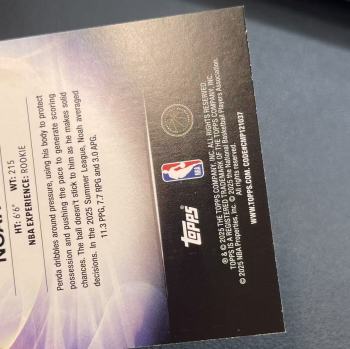 NOAH
HT: 6'6" WT: 215
NBA EXPERIENCE: ROOKIE
Penda dribbles around pressure, using his body to protect
possession and pushing the pace to generate scoring
chances. The ball doesn't stick to him as he makes solid
decisions. In the 2025 Summer League, Noah averaged
11.3 PPG, 7.7 RPG and 3.0 APG.
NBA
topps
® & © 2025 THE TOPPS COMPANY, INC. ALL RIGHTS RESERVED.
TOPPS IS A REGISTERED TRADEMARK OF THE TOPPS COMPANY, INC.
© 2025 NBA Properties, Inc. © 2025 the National Basketball Players Association.
All rights reserved.
WWW.TOPPS.COM. CODE#CMP121037